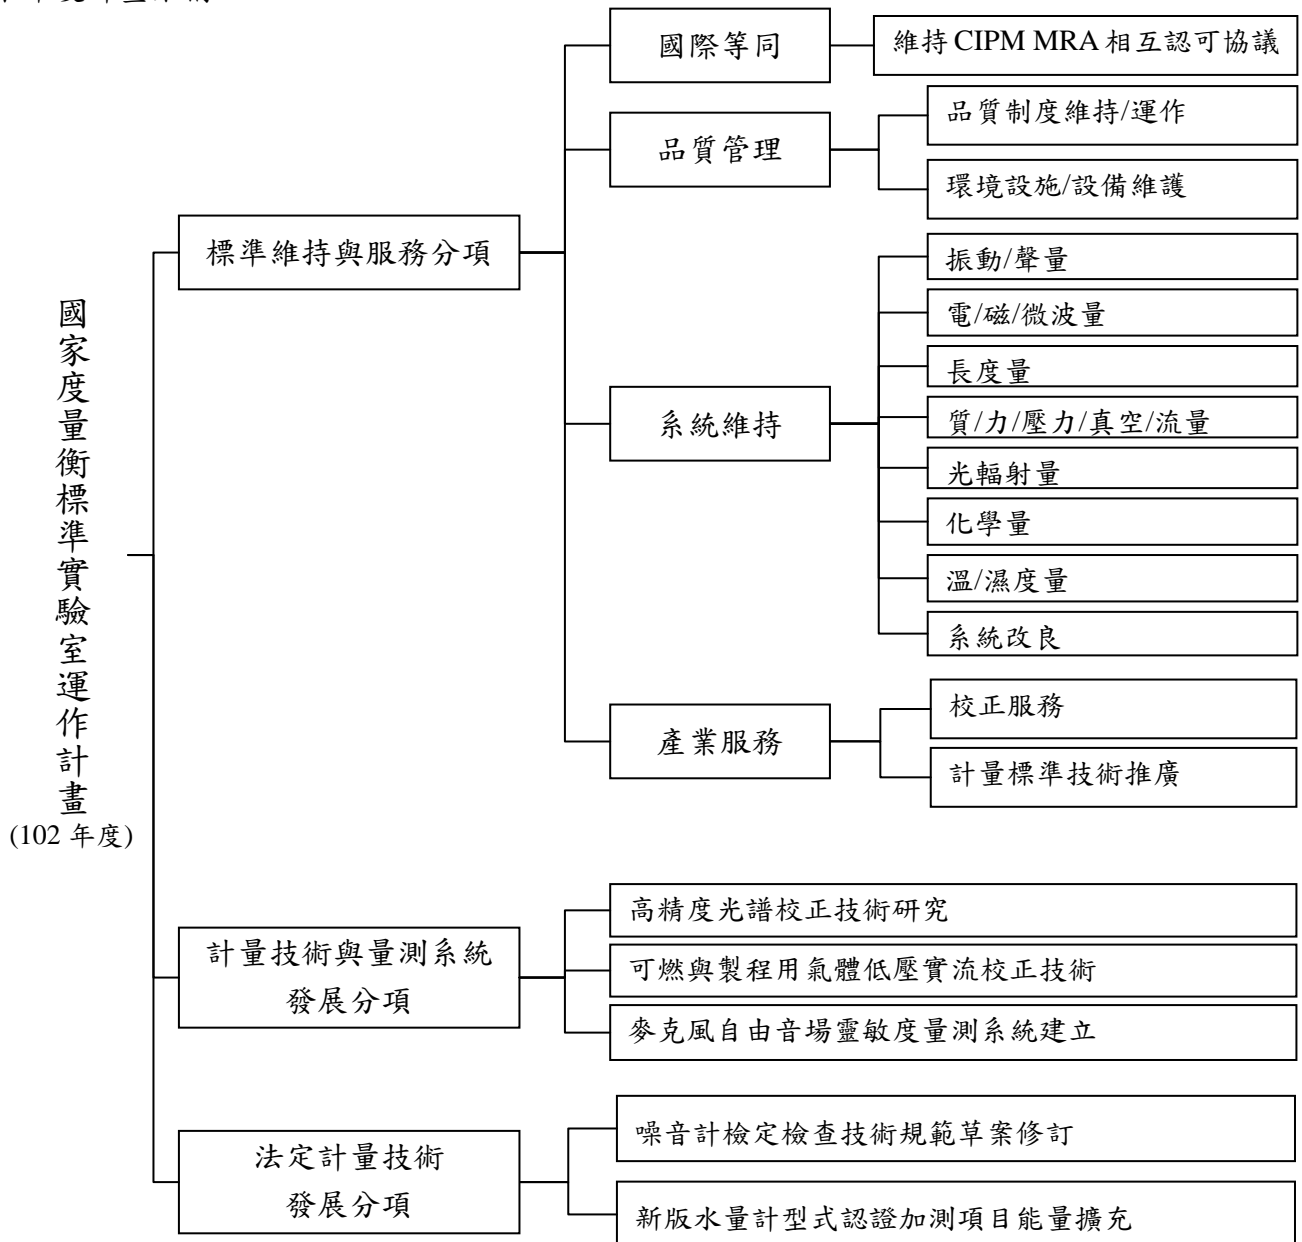 國家度量衡標準實驗室運作計畫
(102 年度)
標準維持與服務分項
國際等同
維持 CIPM MRA 相互認可協議
品質管理
品質制度維持/運作
環境設施/設備維護
系統維持
振動/聲量
電/磁/微波量
長度量
質/力/壓力/真空/流量
光輻射量
化學量
溫/濕度量
系統改良
產業服務
校正服務
計量標準技術推廣
計量技術與量測系統
發展分項
高精度光譜校正技術研究
可燃與製程用氣體低壓實流校正技術
麥克風自由音場靈敏度量測系統建立
法定計量技術
發展分項
噪音計檢定檢查技術規範草案修訂
新版水量計型式認證加測項目能量擴充